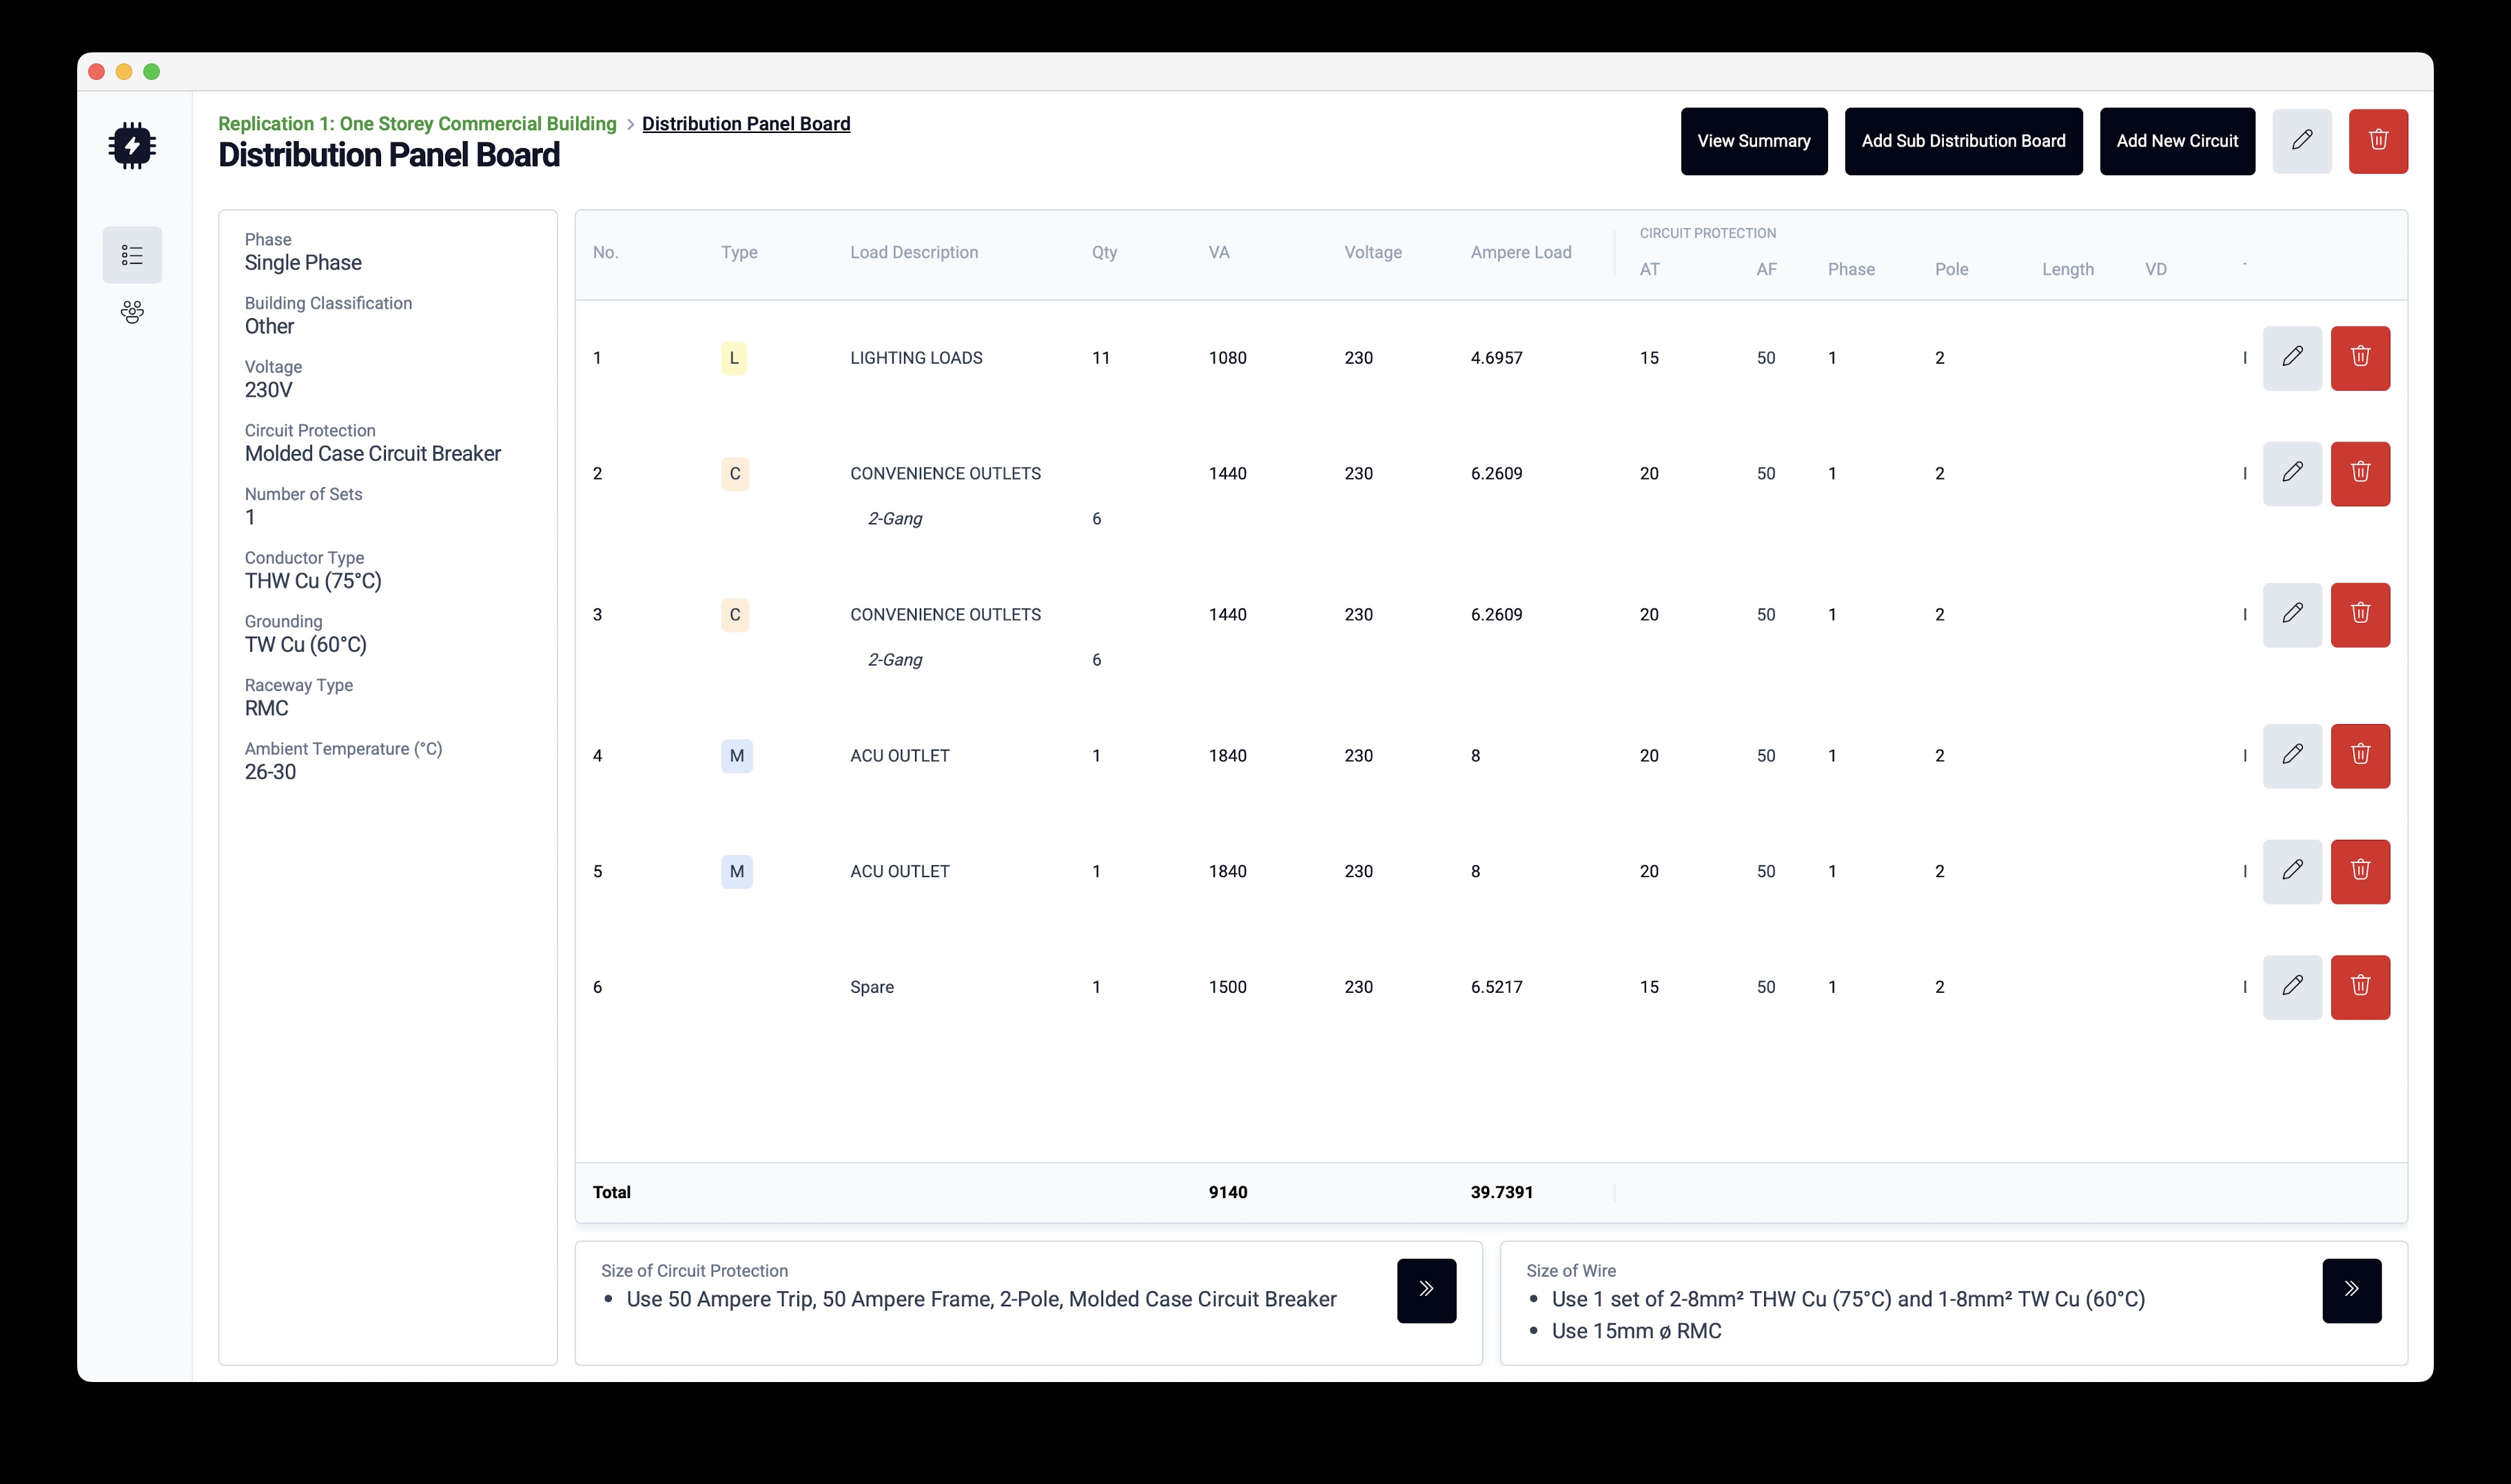 Replication 1: One Storey Commercial Building > Distribution Panel Board
Distribution Panel Board
View Summary
Add Sub Distribution Board
Add New Circuit
Phase
Single Phase
Building Classification
Other
Voltage
230V
Circuit Protection
Molded Case Circuit Breaker
Number of Sets
1
Conductor Type
THW Cu (75°C)
Grounding
TW Cu (60°C)
Raceway Type
RMC
Ambient Temperature (°C)
26-30
CIRCUIT PROTECTION
No. Type Load Description Qty VA Voltage Ampere Load AT AF Phase Pole Length VD
1 L LIGHTING LOADS 11 1080 230 4.6957 15 50 1 2
2 C CONVENIENCE OUTLETS 1440 230 6.2609 20 50 1 2
2-Gang 6
3 C CONVENIENCE OUTLETS 1440 230 6.2609 20 50 1 2
2-Gang 6
4 M ACU OUTLET 1 1840 230 8 20 50 1 2
5 M ACU OUTLET 1 1840 230 8 20 50 1 2
6 Spare 1 1500 230 6.5217 15 50 1 2
Total 9140 39.7391
Size of Circuit Protection
• Use 50 Ampere Trip, 50 Ampere Frame, 2-Pole, Molded Case Circuit Breaker
Size of Wire
• Use 1 set of 2-8mm² THW Cu (75°C) and 1-8mm² TW Cu (60°C)
• Use 15mm ø RMC